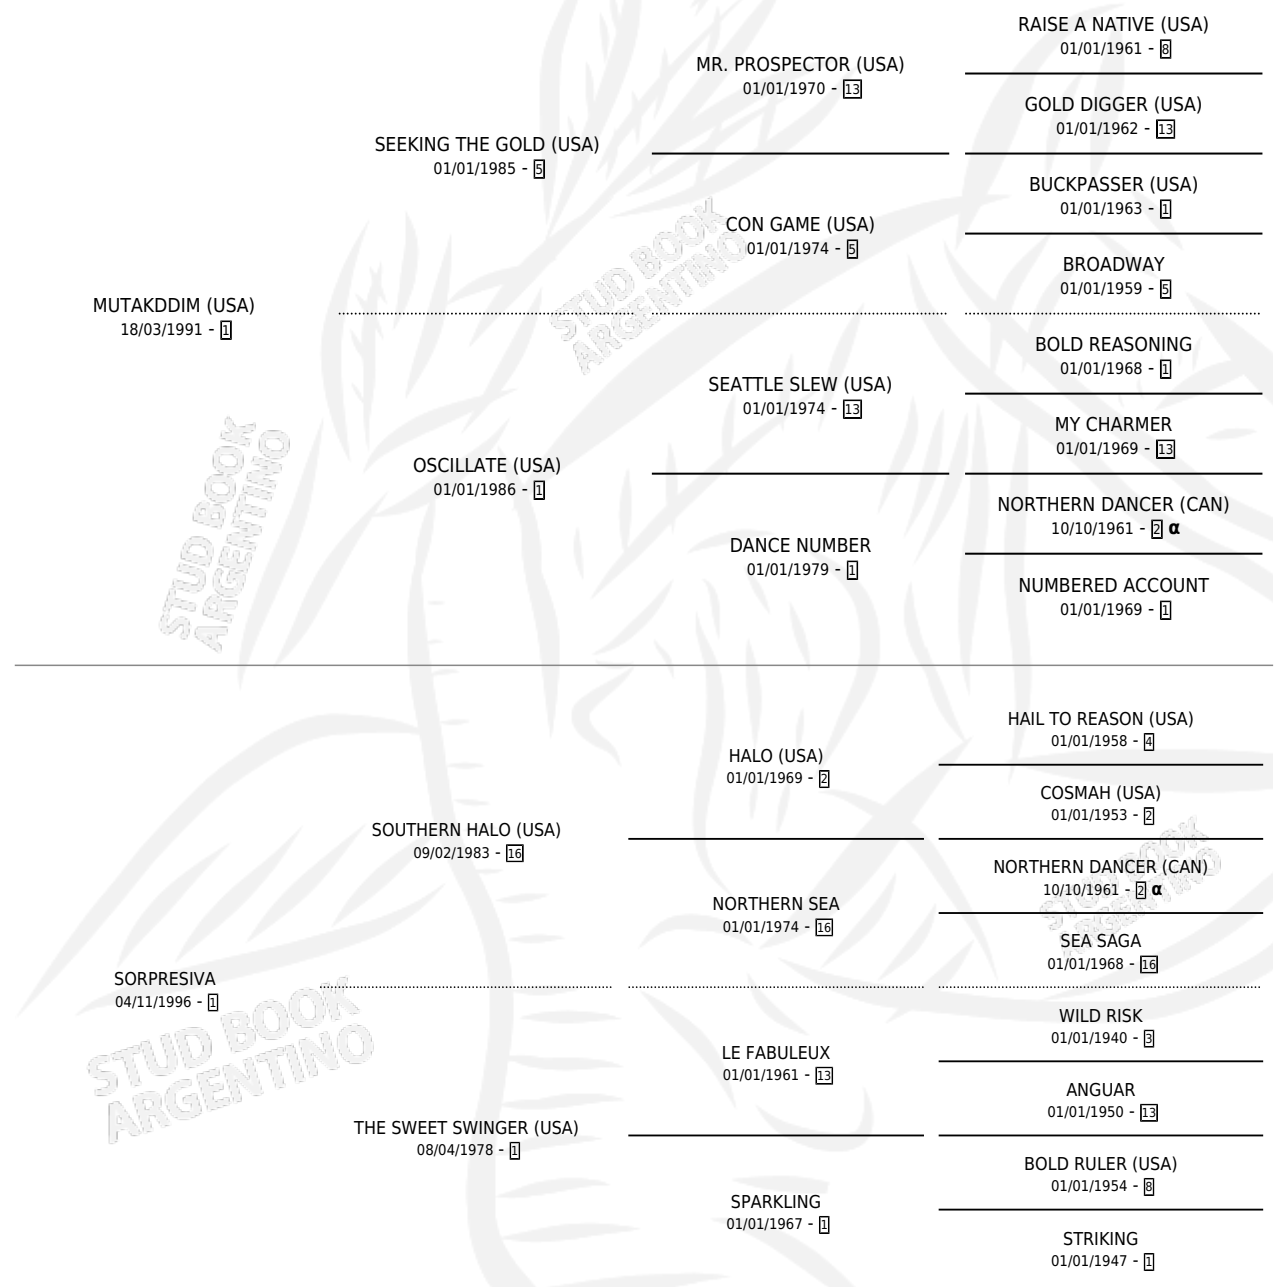 RAISE A NATIVE (USA)
01/01/1961 - 8
MR. PROSPECTOR (USA)
01/01/1970 - 13
GOLD DIGGER (USA)
01/01/1962 - 13
SEEKING THE GOLD (USA)
01/01/1985 - 5
BUCKPASSER (USA)
01/01/1963 - 1
CON GAME (USA)
01/01/1974 - 5
BROADWAY
01/01/1959 - 5
MUTAKDDIM (USA)
18/03/1991 - 1
BOLD REASONING
01/01/1968 - 1
SEATTLE SLEW (USA)
01/01/1974 - 13
MY CHARMER
01/01/1969 - 13
OSCILLATE (USA)
01/01/1986 - 1
NORTHERN DANCER (CAN)
10/10/1961 - 2 α
DANCE NUMBER
01/01/1979 - 1
NUMBERED ACCOUNT
01/01/1969 - 1
HAIL TO REASON (USA)
01/01/1958 - 4
HALO (USA)
01/01/1969 - 2
COSMAH (USA)
01/01/1953 - 2
SOUTHERN HALO (USA)
09/02/1983 - 16
NORTHERN DANCER (CAN)
10/10/1961 - 2 α
NORTHERN SEA
01/01/1974 - 16
SEA SAGA
01/01/1968 - 16
SORPRESIVA
04/11/1996 - 1
WILD RISK
01/01/1940 - 3
LE FABULEUX
01/01/1961 - 13
ANGUAR
01/01/1950 - 13
THE SWEET SWINGER (USA)
08/04/1978 - 1
BOLD RULER (USA)
01/01/1954 - 8
SPARKLING
01/01/1967 - 1
STRIKING
01/01/1947 - 1
STUD BOOK
ARGENTINO
STUD BOOK
ARGENTINO
STUD BOOK
ARGENTINO
STUD BOOK
ARGENTINO